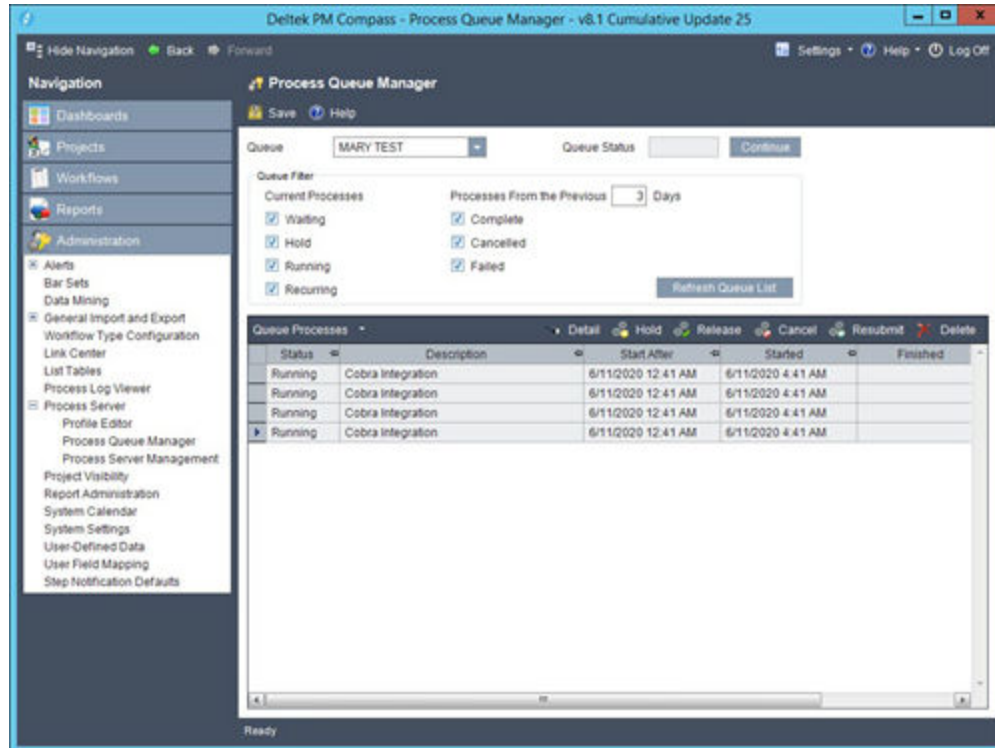 Deltek PM Compass - Process Queue Manager - v8.1 Cumulative Update 25
Hide Navigation Back Forward Settings Help Log Off
Navigation
Dashboards
Projects
Workflows
Reports
Administration
Alerts
Bar Sets
Data Mining
General Import and Export
Workflow Type Configuration
Link Center
List Tables
Process Log Viewer
Process Server
Profile Editor
Process Queue Manager
Process Server Management
Project Visibility
Report Administration
System Calendar
System Settings
User-Defined Data
User Field Mapping
Step Notification Defaults
Process Queue Manager
Save Help
Queue MARY TEST Queue Status Continue
Queue Filter
Current Processes Processes From the Previous 3 Days
Waiting Complete
Hold Cancelled
Running Failed
Recurring Refresh Queue List
Queue Processes Detail Hold Release Cancel Resubmit Delete
Status Description Start After Started Finished
Running Cobra Integration 6/11/2020 12:41 AM 6/11/2020 4:41 AM
Running Cobra Integration 6/11/2020 12:41 AM 6/11/2020 4:41 AM
Running Cobra Integration 6/11/2020 12:41 AM 6/11/2020 4:41 AM
Running Cobra Integration 6/11/2020 12:41 AM 6/11/2020 4:41 AM
Ready